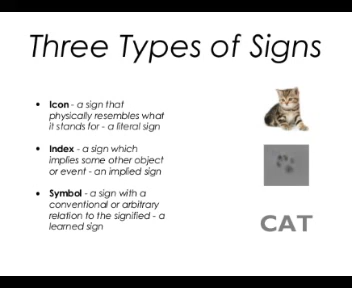 Three Types of Signs
• Icon - a sign that
physically resembles what
it stands for - a literal sign
• Index - a sign which
implies some other object
or event - an implied sign
• Symbol - a sign with a
conventional or arbitrary
relation to the signified - a
learned sign
CAT